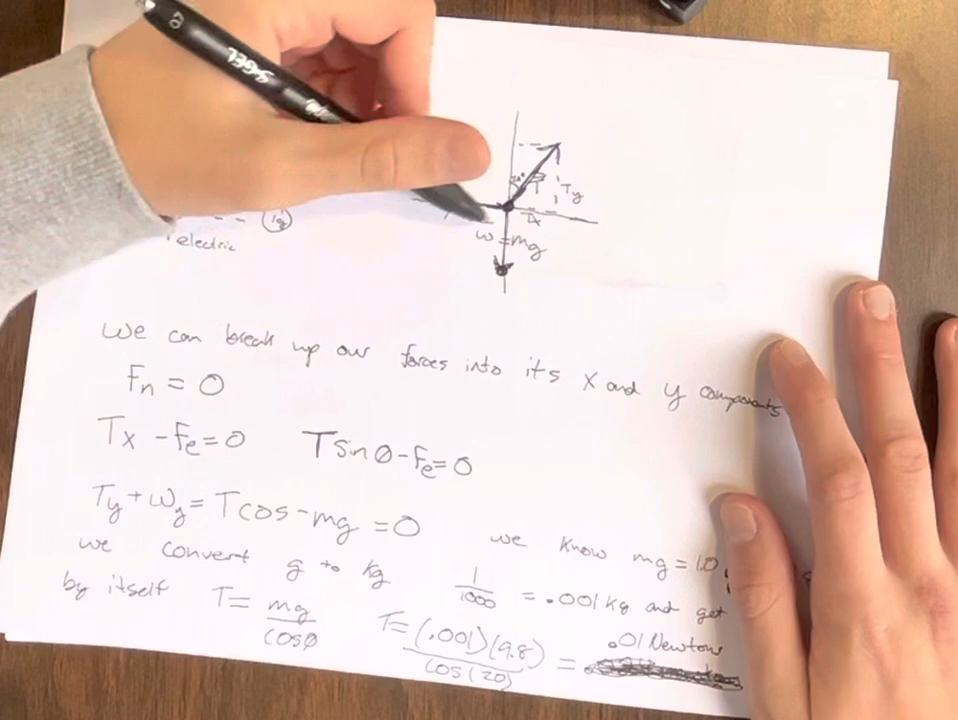 T
Ty
Tx
w = mg
1g
electric
We can break up our forces into its x and y components
Fn = 0
Tx - Fe = 0 T sin θ - Fe = 0
Ty + wy = T cos - mg = 0
we know mg = 1.0
we convert g to kg 1/1000 = .001 kg and get
by itself T = mg/cos θ T = (.001)(9.8)/cos(20) = .01 Newtons